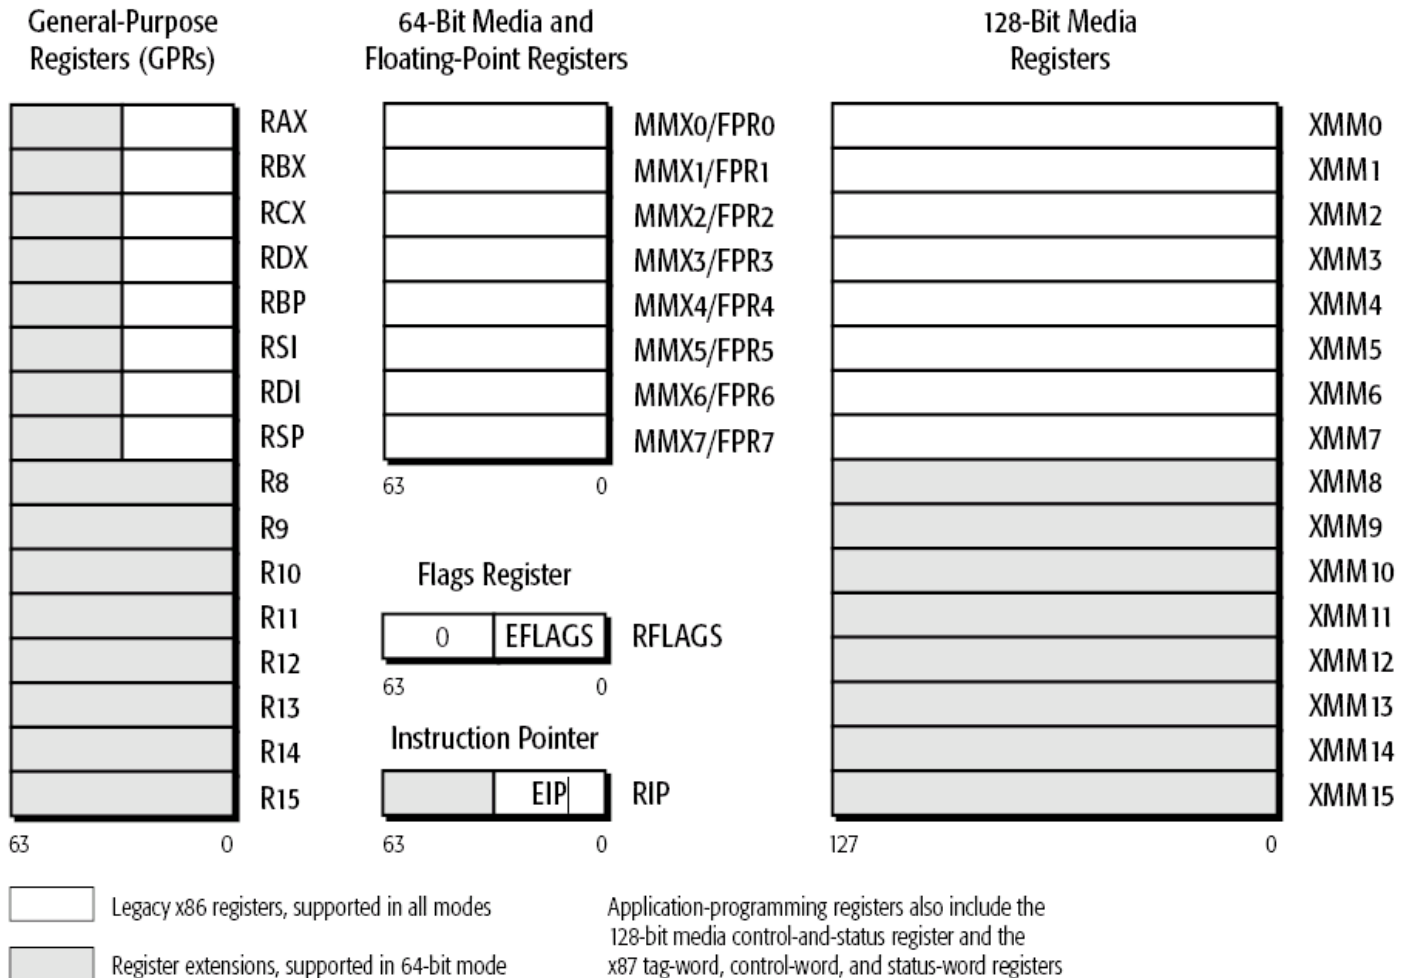 General-Purpose
Registers (GPRs)
RAX
RBX
RCX
RDX
RBP
RSI
RDI
RSP
R8
R9
R10
R11
R12
R13
R14
R15
63 0
64-Bit Media and
Floating-Point Registers
MMX0/FPR0
MMX1/FPR1
MMX2/FPR2
MMX3/FPR3
MMX4/FPR4
MMX5/FPR5
MMX6/FPR6
MMX7/FPR7
63 0
Flags Register
0 EFLAGS RFLAGS
63 0
Instruction Pointer
EIP RIP
63 0
128-Bit Media
Registers
XMM0
XMM1
XMM2
XMM3
XMM4
XMM5
XMM6
XMM7
XMM8
XMM9
XMM10
XMM11
XMM12
XMM13
XMM14
XMM15
127 0
Legacy x86 registers, supported in all modes
Register extensions, supported in 64-bit mode
Application-programming registers also include the
128-bit media control-and-status register and the
x87 tag-word, control-word, and status-word registers